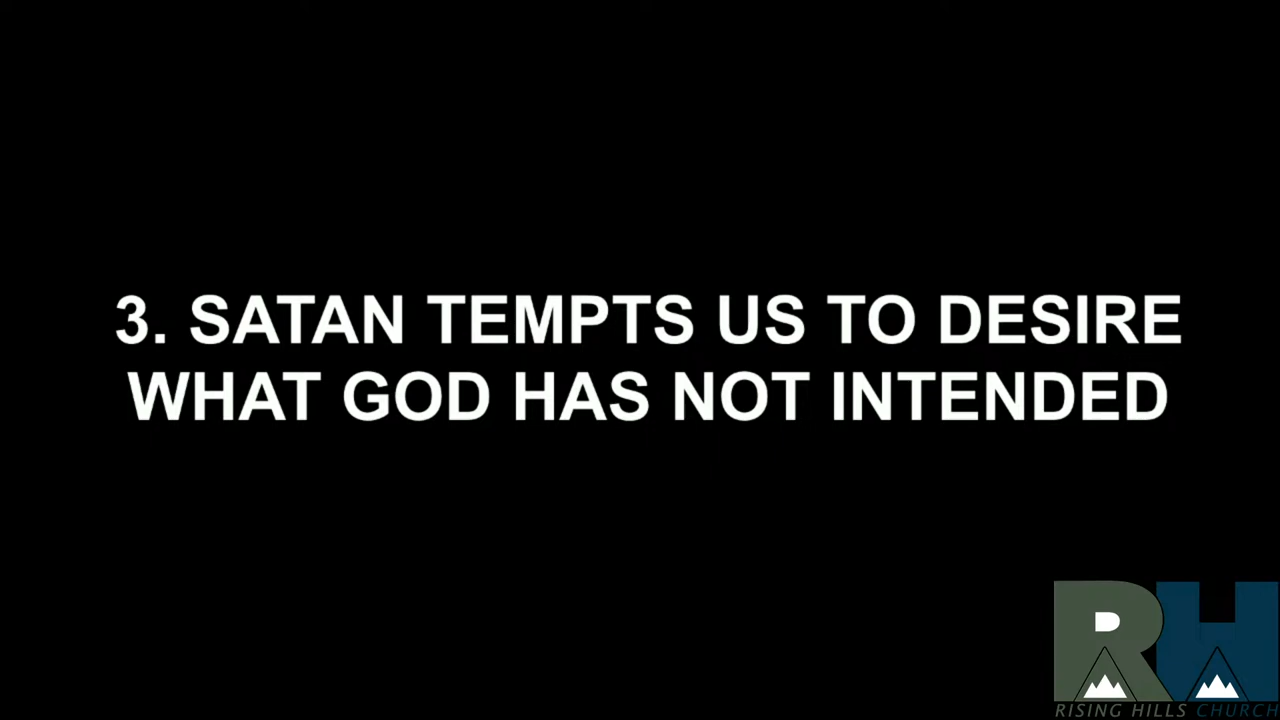 3. SATAN TEMPTS US TO DESIRE
WHAT GOD HAS NOT INTENDED
RH
RISING HILLS CHURCH